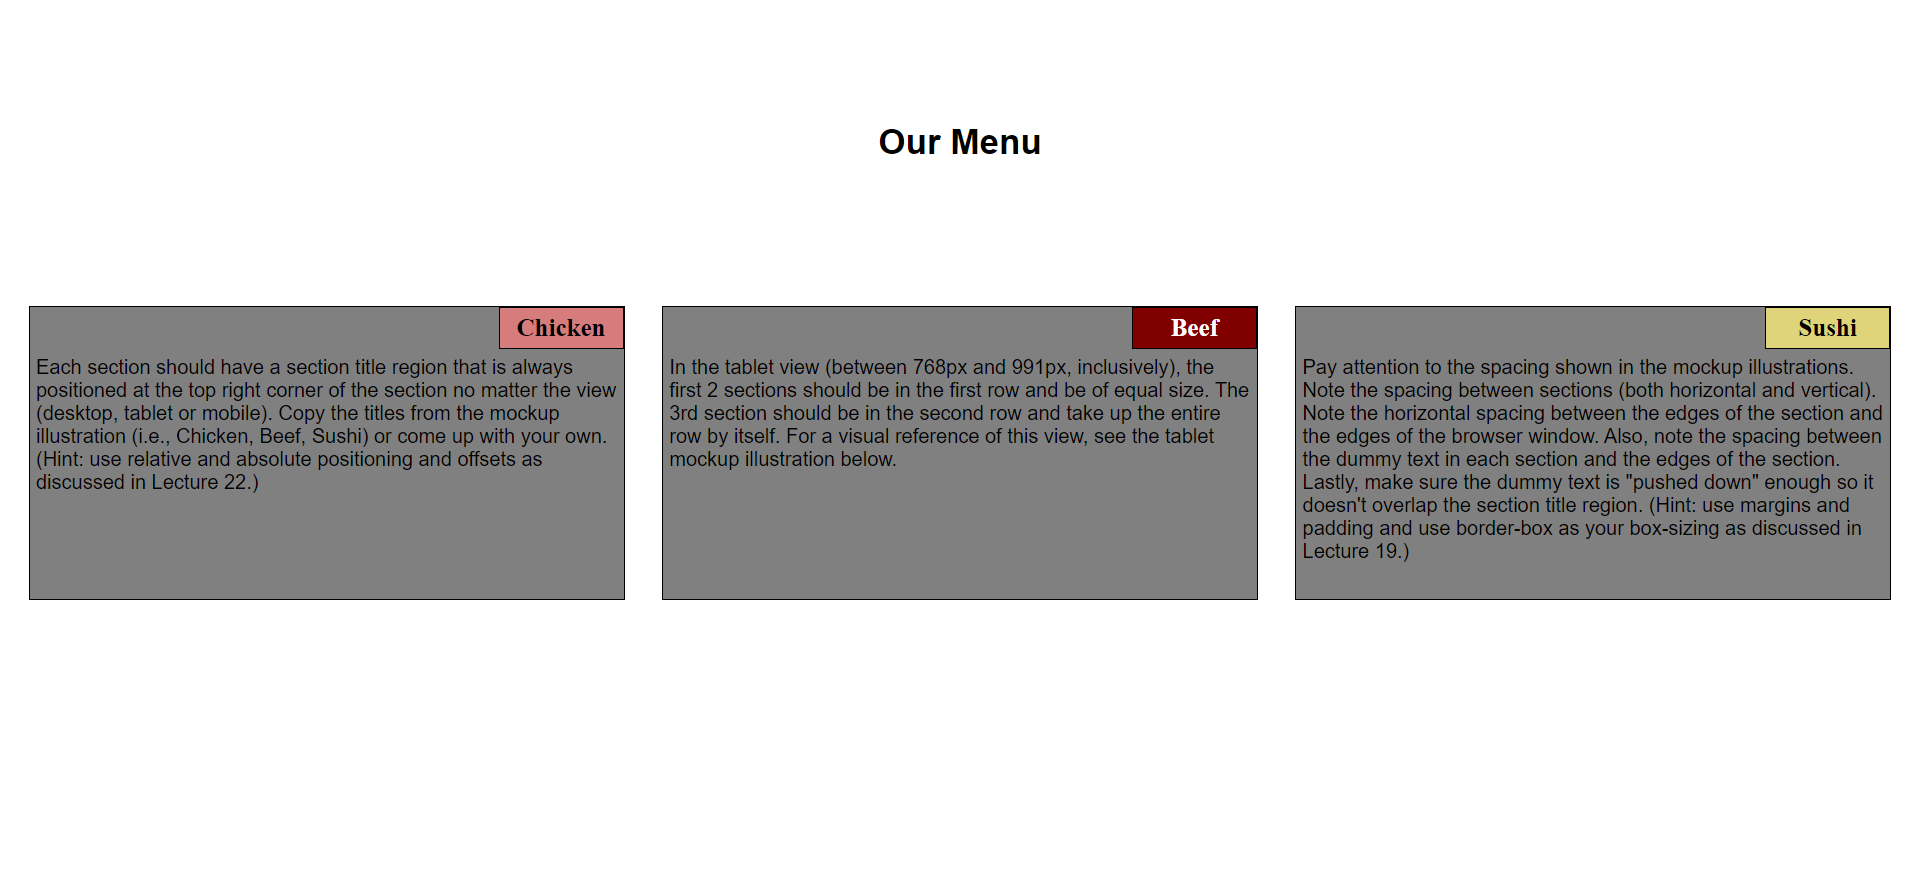 Our Menu
Chicken
Each section should have a section title region that is always
positioned at the top right corner of the section no matter the view
(desktop, tablet or mobile). Copy the titles from the mockup
illustration (i.e., Chicken, Beef, Sushi) or come up with your own.
(Hint: use relative and absolute positioning and offsets as
discussed in Lecture 22.)
Beef
In the tablet view (between 768px and 991px, inclusively), the
first 2 sections should be in the first row and be of equal size. The
3rd section should be in the second row and take up the entire
row by itself. For a visual reference of this view, see the tablet
mockup illustration below.
Sushi
Pay attention to the spacing shown in the mockup illustrations.
Note the spacing between sections (both horizontal and vertical).
Note the horizontal spacing between the edges of the section and
the edges of the browser window. Also, note the spacing between
the dummy text in each section and the edges of the section.
Lastly, make sure the dummy text is "pushed down" enough so it
doesn't overlap the section title region. (Hint: use margins and
padding and use border-box as your box-sizing as discussed in
Lecture 19.)